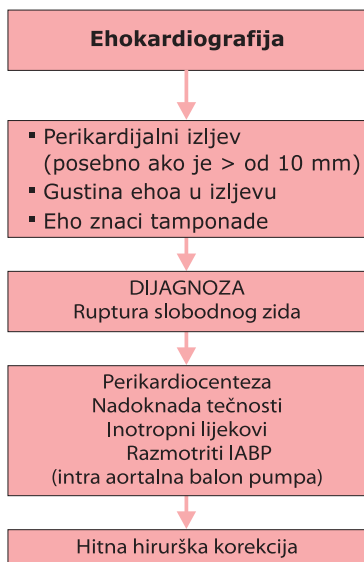 Ehokardiografija
▪ Perikardijalni izljev
(posebno ako je > od 10 mm)
▪ Gustina ehoa u izljevu
▪ Eho znaci tamponade
DIJAGNOZA
Ruptura slobodnog zida
Perikardiocenteza
Nadoknada tečnosti
Inotropni lijekovi
Razmotriti IABP
(intra aortalna balon pumpa)
Hitna hirurška korekcija